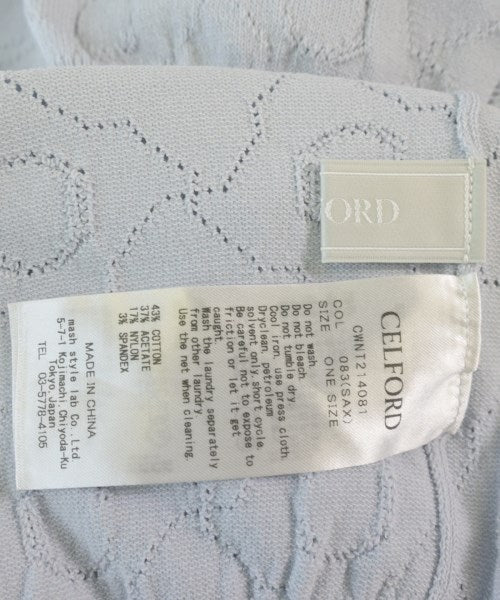 ORD
CELFORD
CWNT214081
COL 083(SAX)
SIZE ONE SIZE
Do not wash.
Do not bleach.
Do not tumble dry.
Cool iron, use press cloth.
Dryclean, petroleum
solvent only, short cycle.
Be careful not to expose to
friction or let it get
caught.
Wash the laundry separately
from other laundry.
Use the net when cleaning.
43% COTTON
37% ACETATE
17% NYLON
3% SPANDEX
MADE IN CHINA
mash style lab Co.,Ltd.
5-7-1 Kojimachi, Chiyoda-Ku
Tokyo, Japan
TEL 03-5778-4105